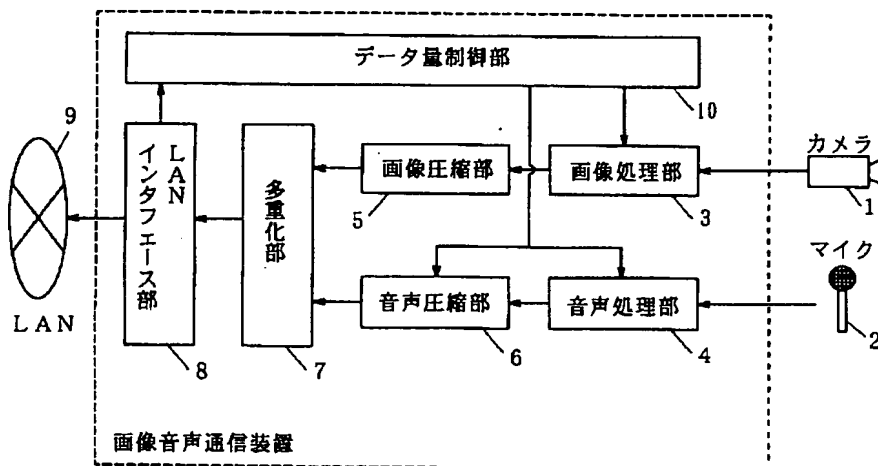 データ量制御部
10
9
LAN
インタフェース部
8
多重化部
7
画像圧縮部
5
画像処理部
3
カメラ
1
音声圧縮部
6
音声処理部
4
マイク
2
LAN
画像音声通信装置